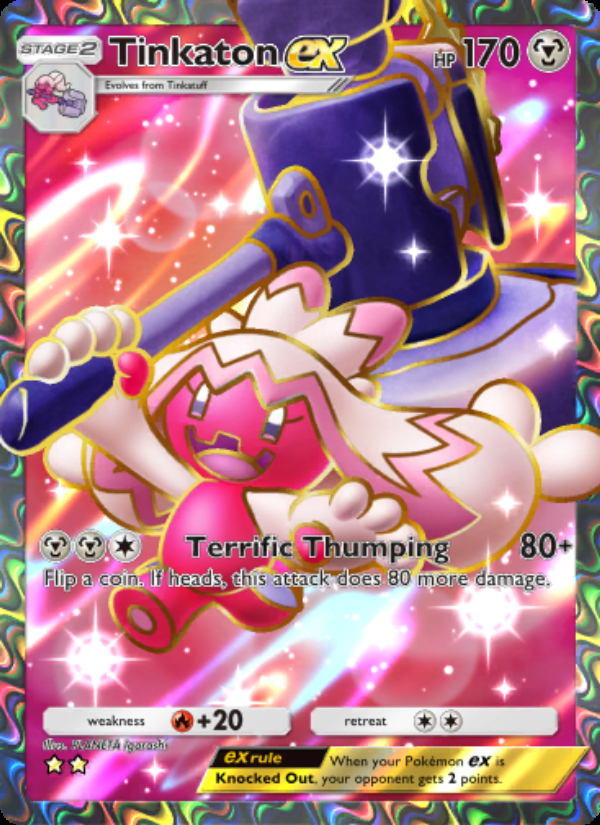 STAGE 2 Tinkaton ex HP 170
Evolves from Tinkatuff
Terrific Thumping 80+
Flip a coin. If heads, this attack does 80 more damage.
weakness +20 retreat
Illus. PLANETA Igarashi
ex rule When your Pokémon ex is
Knocked Out, your opponent gets 2 points.